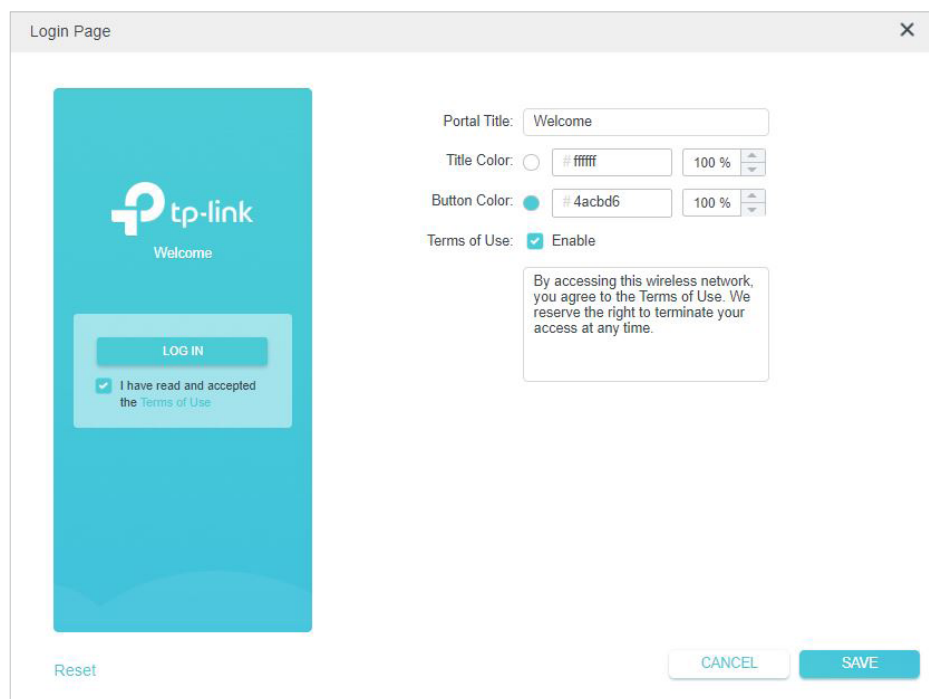 Login Page
tp-link
Welcome
LOG IN
I have read and accepted
the Terms of Use
Portal Title: Welcome
Title Color: # ffffff 100 %
Button Color: # 4acbd6 100 %
Terms of Use: Enable
By accessing this wireless network,
you agree to the Terms of Use. We
reserve the right to terminate your
access at any time.
Reset
CANCEL
SAVE